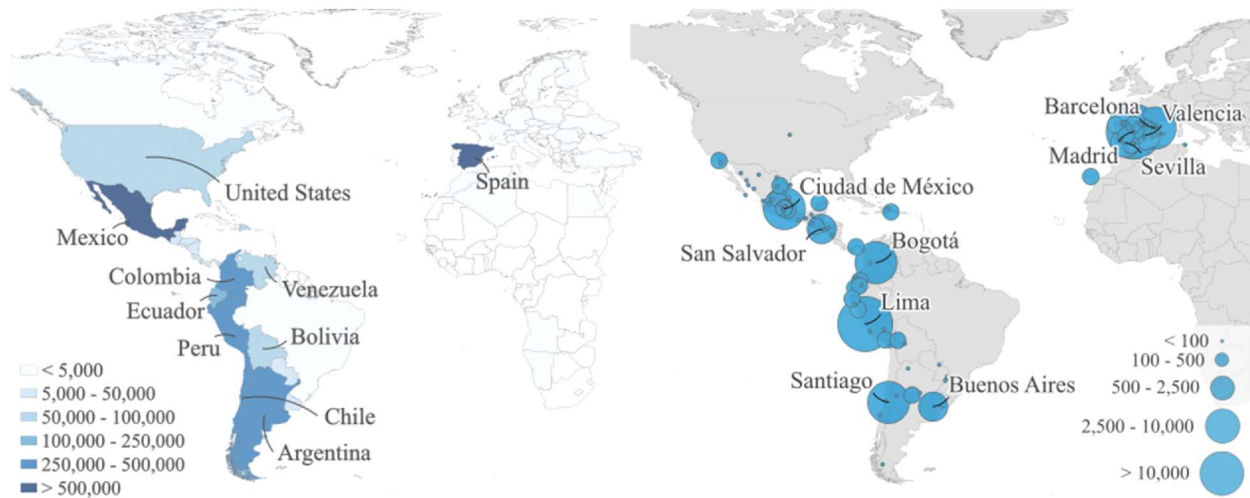 United States
Spain
Mexico
Colombia
Venezuela
Ecuador
Bolivia
Peru
Chile
Argentina
< 5,000
5,000 - 50,000
50,000 - 100,000
100,000 - 250,000
250,000 - 500,000
> 500,000
Barcelona
Valencia
Madrid
Sevilla
Ciudad de México
San Salvador
Bogotá
Lima
Santiago
Buenos Aires
< 100
100 - 500
500 - 2,500
2,500 - 10,000
> 10,000